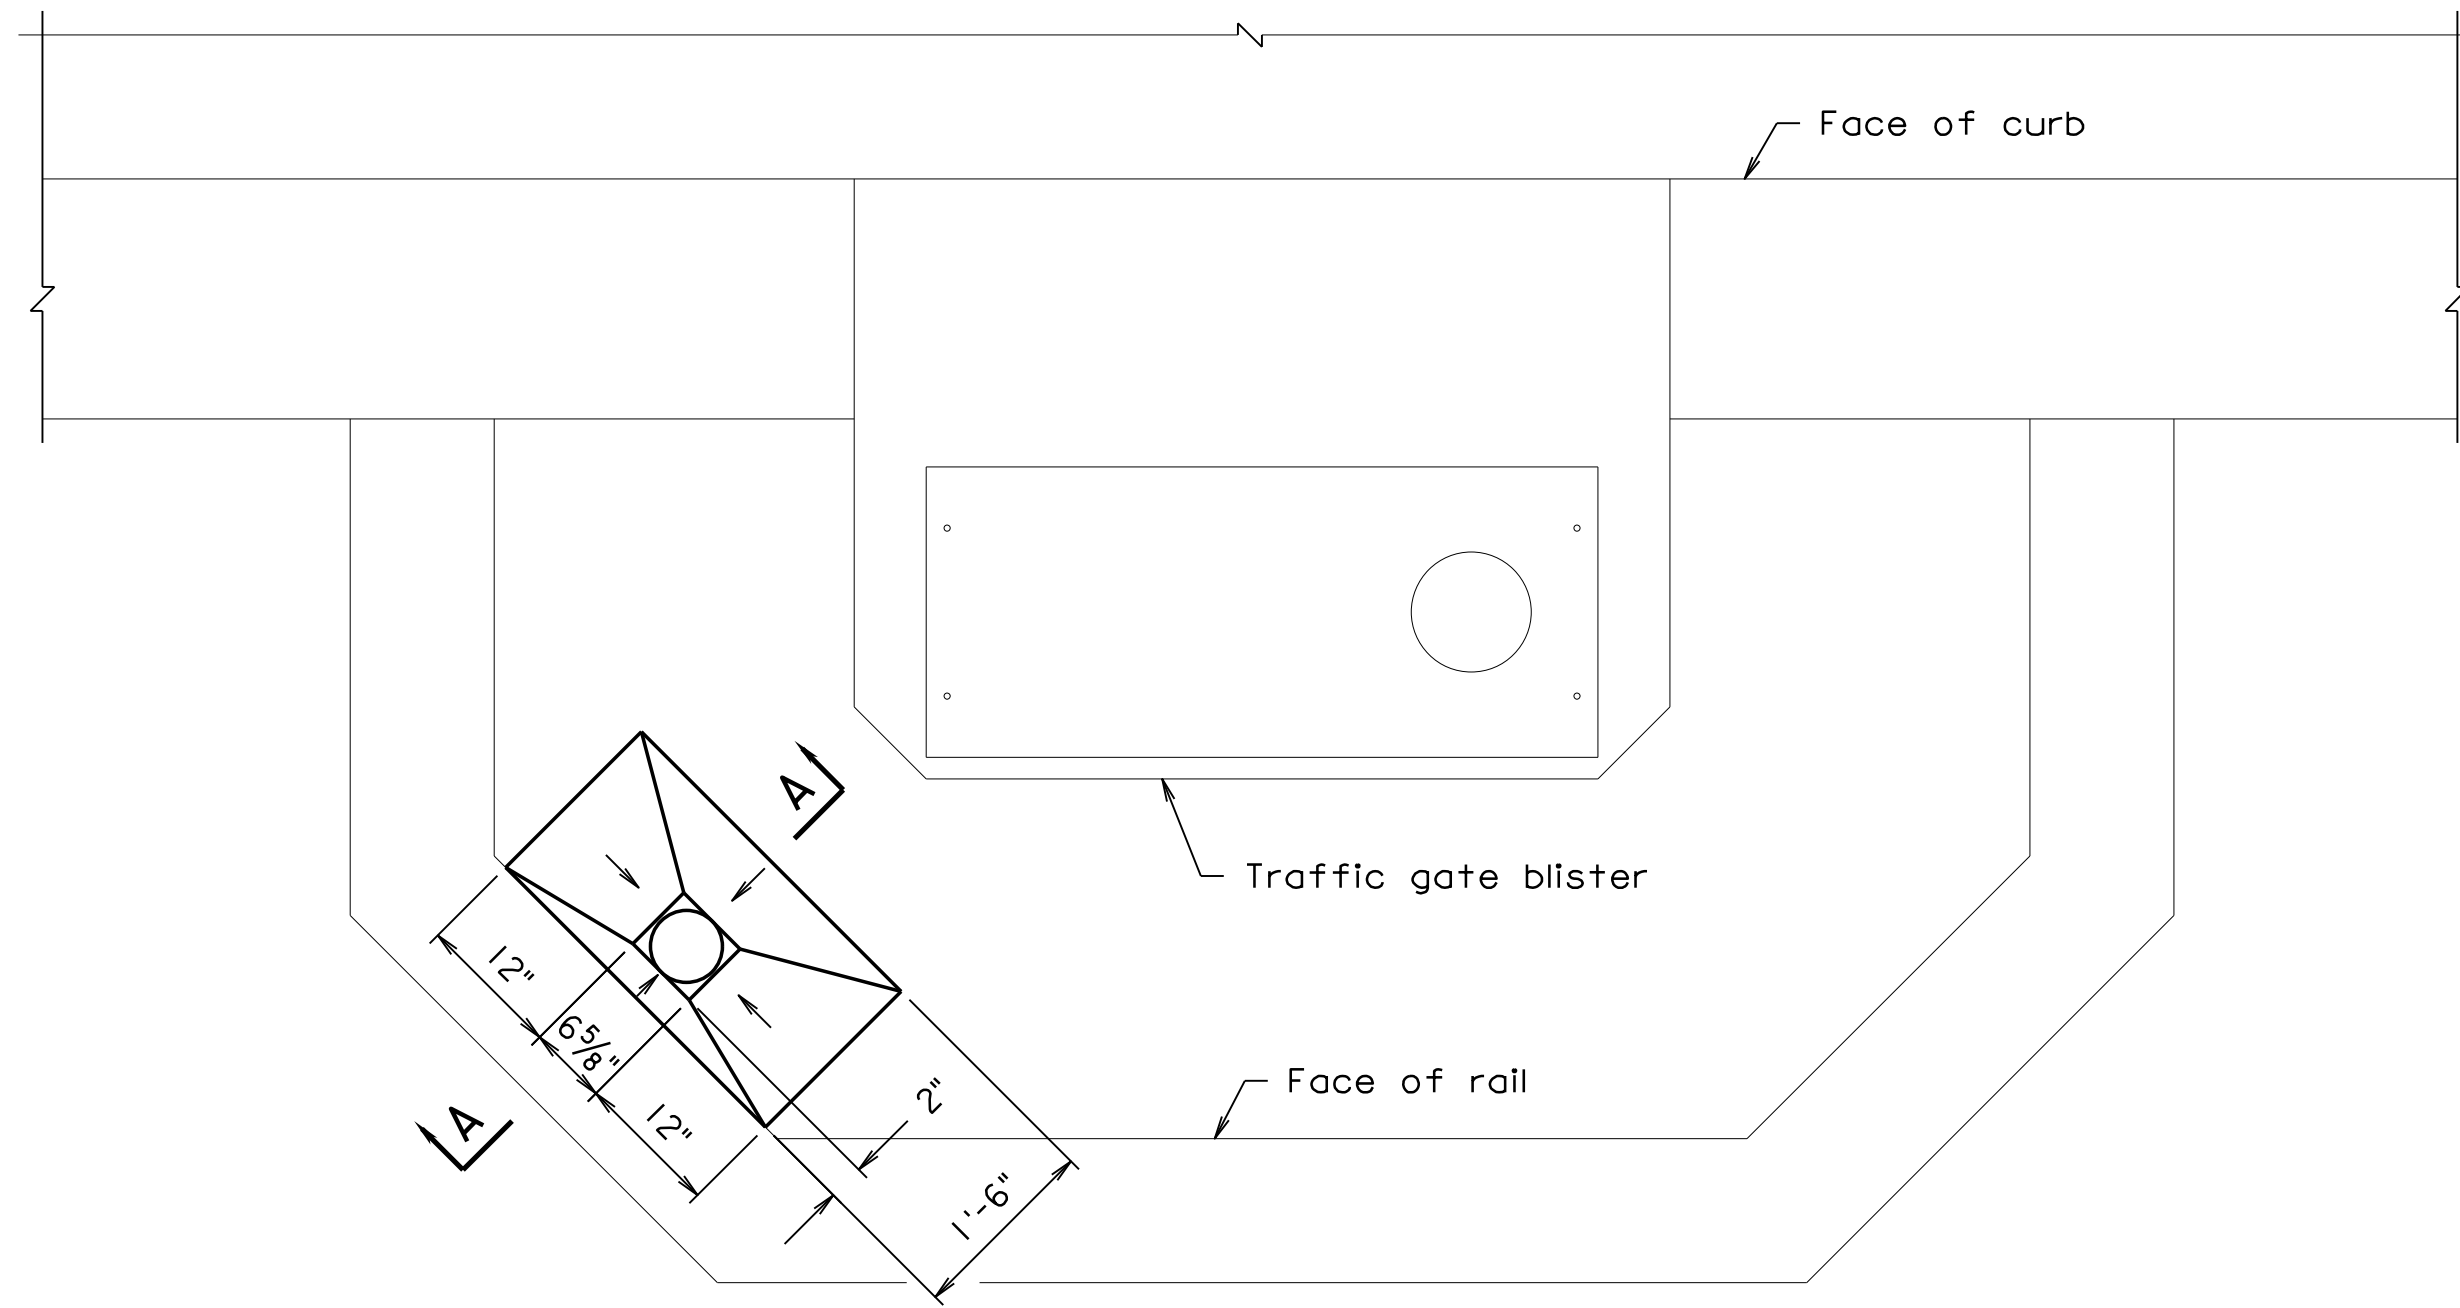 Face of curb
A
Traffic gate blister
12"
6 5/8"
12"
2"
Face of rail
A
1'-6"